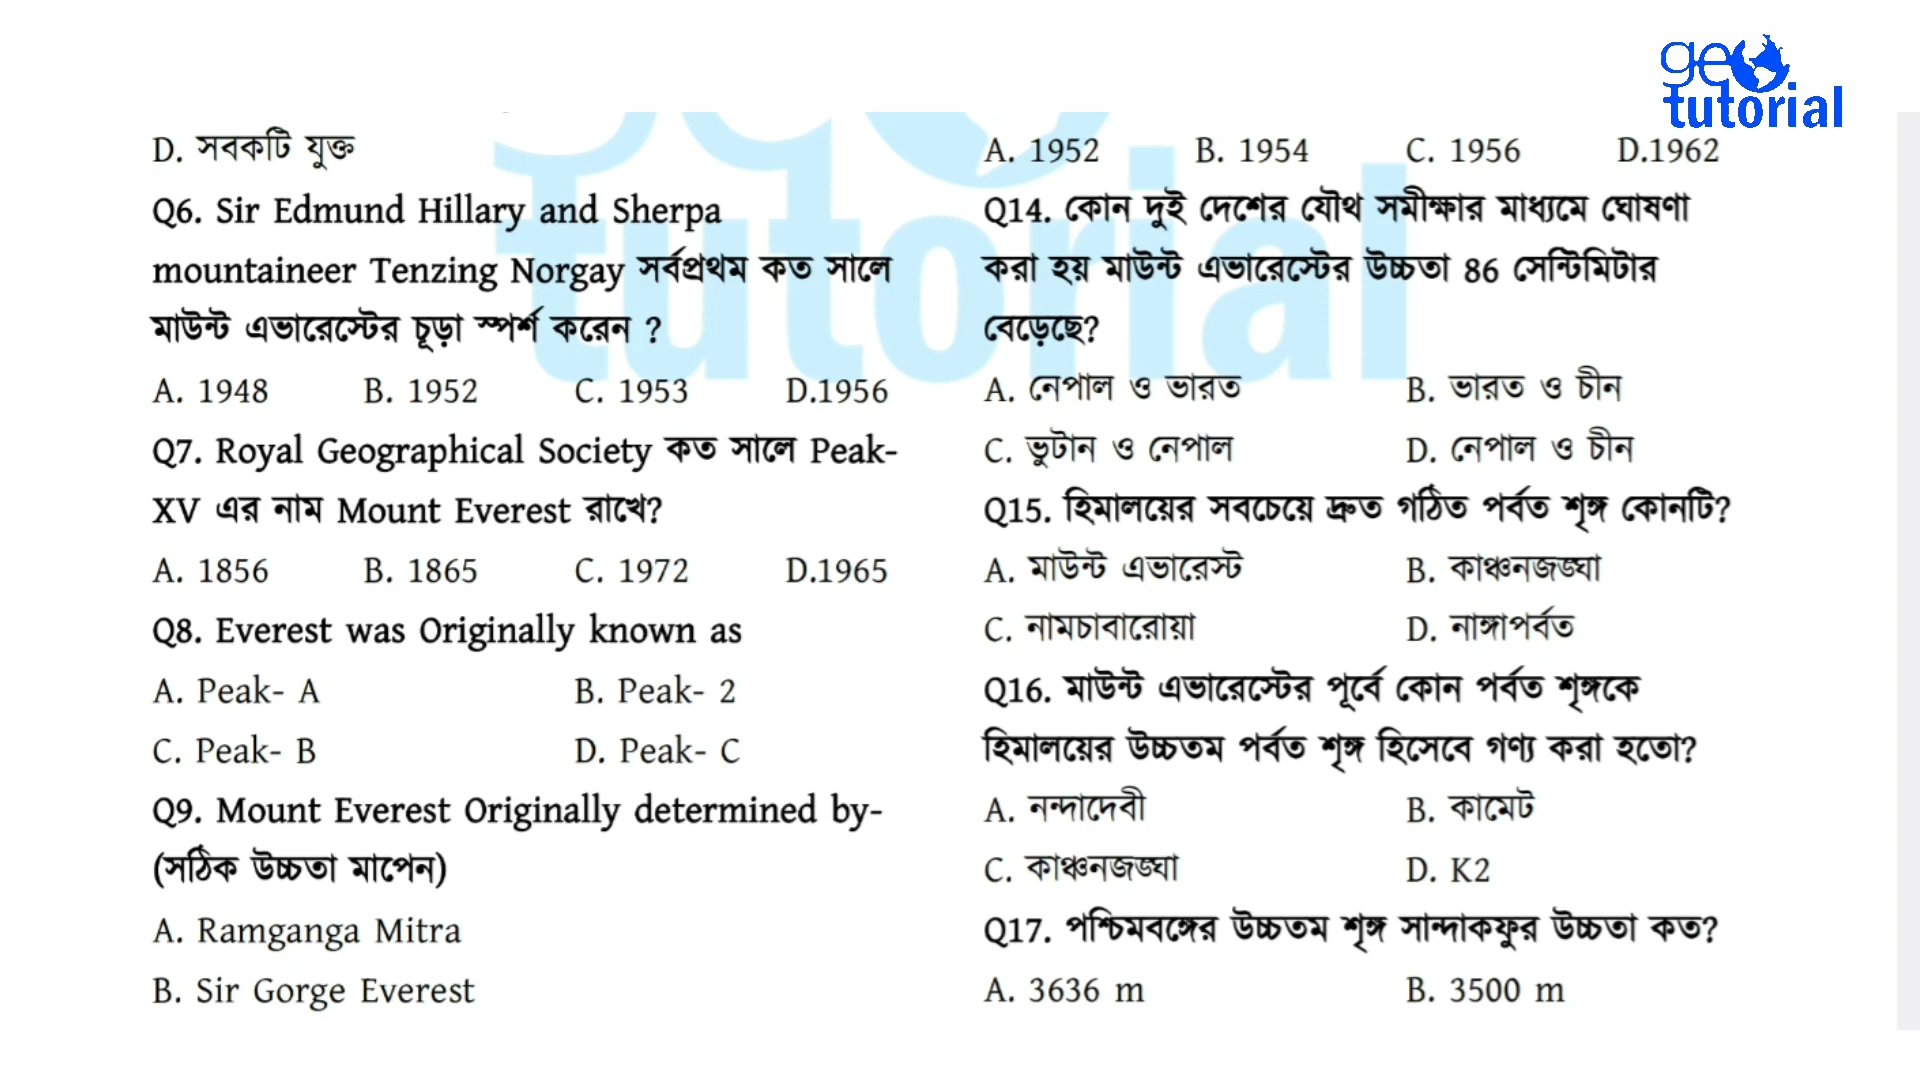 geo
tutorial
D. সবকটি যুক্ত
Q6. Sir Edmund Hillary and Sherpa
mountaineer Tenzing Norgay সর্বপ্রথম কত সালে
মাউন্ট এভারেস্টের চূড়া স্পর্শ করেন ?
A. 1948 B. 1952 C. 1953 D.1956
Q7. Royal Geographical Society কত সালে Peak-
XV এর নাম Mount Everest রাখে?
A. 1856 B. 1865 C. 1972 D.1965
Q8. Everest was Originally known as
A. Peak- A B. Peak- 2
C. Peak- B D. Peak- C
Q9. Mount Everest Originally determined by-
(সঠিক উচ্চতা মাপেন)
A. Ramganga Mitra
B. Sir Gorge Everest
A. 1952 B. 1954 C. 1956 D.1962
Q14. কোন দুই দেশের যৌথ সমীক্ষার মাধ্যমে ঘোষণা
করা হয় মাউন্ট এভারেস্টের উচ্চতা 86 সেন্টিমিটার
বেড়েছে?
A. নেপাল ও ভারত B. ভারত ও চীন
C. ভুটান ও নেপাল D. নেপাল ও চীন
Q15. হিমালয়ের সবচেয়ে দ্রুত গঠিত পর্বত শৃঙ্গ কোনটি?
A. মাউন্ট এভারেস্ট B. কাঞ্চনজঙ্ঘা
C. নামচাবারোয়া D. নাঙ্গাপর্বত
Q16. মাউন্ট এভারেস্টের পূর্বে কোন পর্বত শৃঙ্গকে
হিমালয়ের উচ্চতম পর্বত শৃঙ্গ হিসেবে গণ্য করা হতো?
A. নন্দাদেবী B. কামেট
C. কাঞ্চনজঙ্ঘা D. K2
Q17. পশ্চিমবঙ্গের উচ্চতম শৃঙ্গ সান্দাকফুর উচ্চতা কত?
A. 3636 m B. 3500 m
geo
tutorial